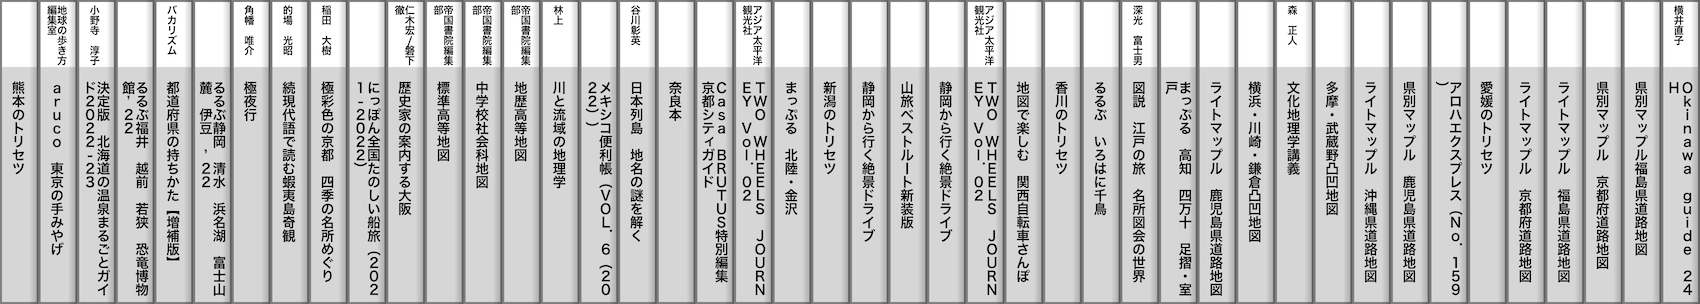 横井直子
Okinawa guide 24
H
県別マップル福島県道路地図
県別マップル 京都府道路地図
ライトマップル 福島県道路地図
ライトマップル 京都府道路地図
愛媛のトリセツ
アロハエクスプレス（No．159
）
県別マップル 鹿児島県道路地図
ライトマップル 沖縄県道路地図
多摩・武蔵野凸凹地図
森 正人
文化地理学講義
横浜・川崎・鎌倉凸凹地図
ライトマップル 鹿児島県道路地図
まっぷる 高知 四万十 足摺・室
戸
深光 富士男
図説 江戸の旅 名所図会の世界
るるぶ いろはに千鳥
香川のトリセツ
地図で楽しむ 関西自転車さんぽ
アジア太平洋
観光社
TWO WHEELS JOURN
EY Vol．02
静岡から行く絶景ドライブ
山旅ベストルート新装版
静岡から行く絶景ドライブ
新潟のトリセツ
まっぷる 北陸・金沢
アジア太平洋
観光社
TWO WHEELS JOURN
EY Vol．02
Casa BRUTUS特別編集
京都シティガイド
奈良本
谷川彰英
日本列島 地名の謎を解く
メキシコ便利帳（VOL．6（20
22））
林上
川と流域の地理学
帝国書院編集
部
地歴高等地図
帝国書院編集
部
中学校社会科地図
帝国書院編集
部
標準高等地図
仁木宏/磐下
徹
歴史家の案内する大阪
にっぽん全国たのしい船旅（202
1-2022）
稲田 大樹
極彩色の京都 四季の名所めぐり
的場 光昭
続現代語で読む蝦夷島奇観
角幡 唯介
極夜行
るるぶ静岡 清水 浜名湖 富士山
麓 伊豆 ’22
バカリズム
都道府県の持ちかた【増補版】
るるぶ福井 越前 若狭 恐竜博物
館’22
小野寺 淳子
決定版 北海道の温泉まるごとガイ
ド2022-23
地球の歩き方
編集室
aruco 東京の手みやげ
熊本のトリセツ